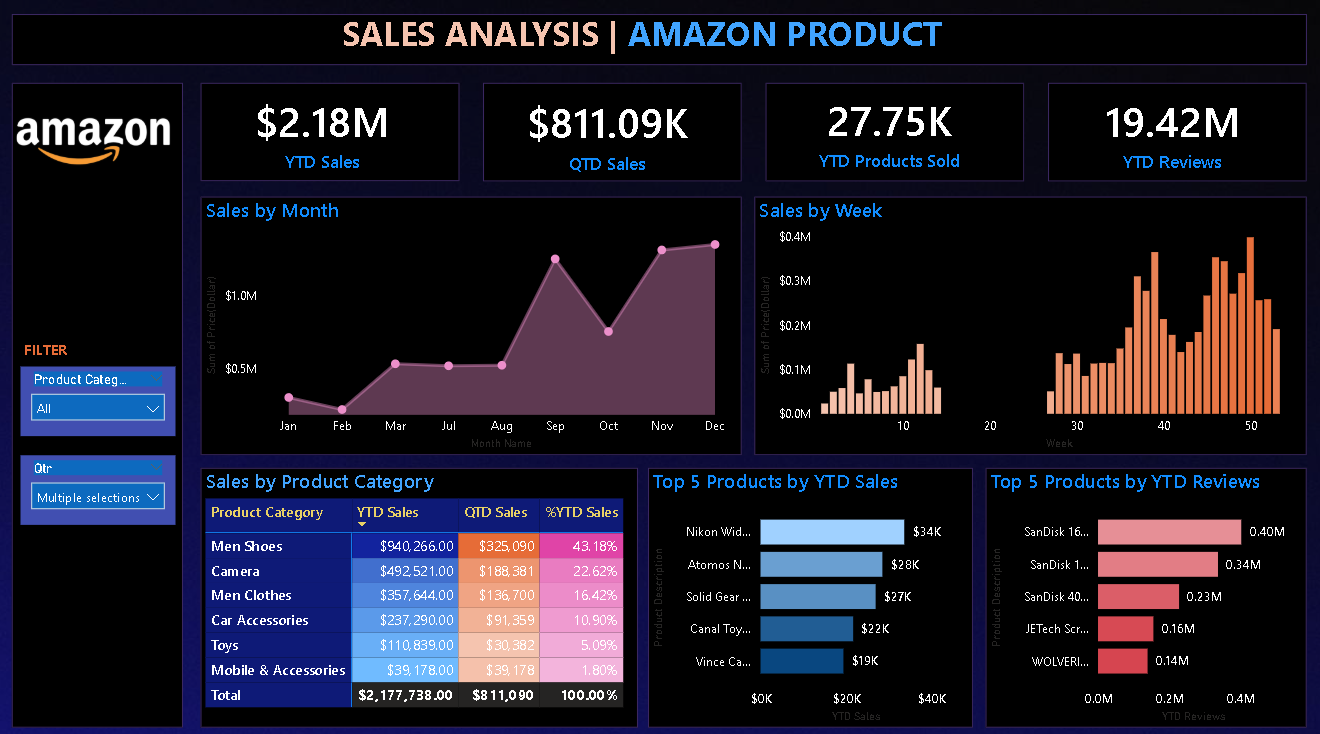 SALES ANALYSIS | AMAZON PRODUCT
amazon
$2.18M
YTD Sales
$811.09K
QTD Sales
27.75K
YTD Products Sold
19.42M
YTD Reviews
FILTER
Product Categ...
All
Qtr
Multiple selections
Sales by Month
Sum of Price(Dollar)
$1.0M
$0.5M
Jan Feb Mar Jul Aug Sep Oct Nov Dec
Month Name
Sales by Week
Sum of Price(Dollar)
$0.4M
$0.3M
$0.2M
$0.1M
$0.0M
10 20 30 40 50
Week
Sales by Product Category
Product Category YTD Sales QTD Sales %YTD Sales
Men Shoes $940,266.00 $325,090 43.18%
Camera $492,521.00 $188,381 22.62%
Men Clothes $357,644.00 $136,700 16.42%
Car Accessories $237,290.00 $91,359 10.90%
Toys $110,839.00 $30,382 5.09%
Mobile & Accessories $39,178.00 $39,178 1.80%
Total $2,177,738.00 $811,090 100.00%
Top 5 Products by YTD Sales
Product Description
Nikon Wid... $34K
Atomos N... $28K
Solid Gear ... $27K
Canal Toy... $22K
Vince Ca... $19K
$0K $20K $40K
YTD Sales
Top 5 Products by YTD Reviews
Product Description
SanDisk 16... 0.40M
SanDisk 1... 0.34M
SanDisk 40... 0.23M
JETech Scr... 0.16M
WOLVERI... 0.14M
0.0M 0.2M 0.4M
YTD Reviews